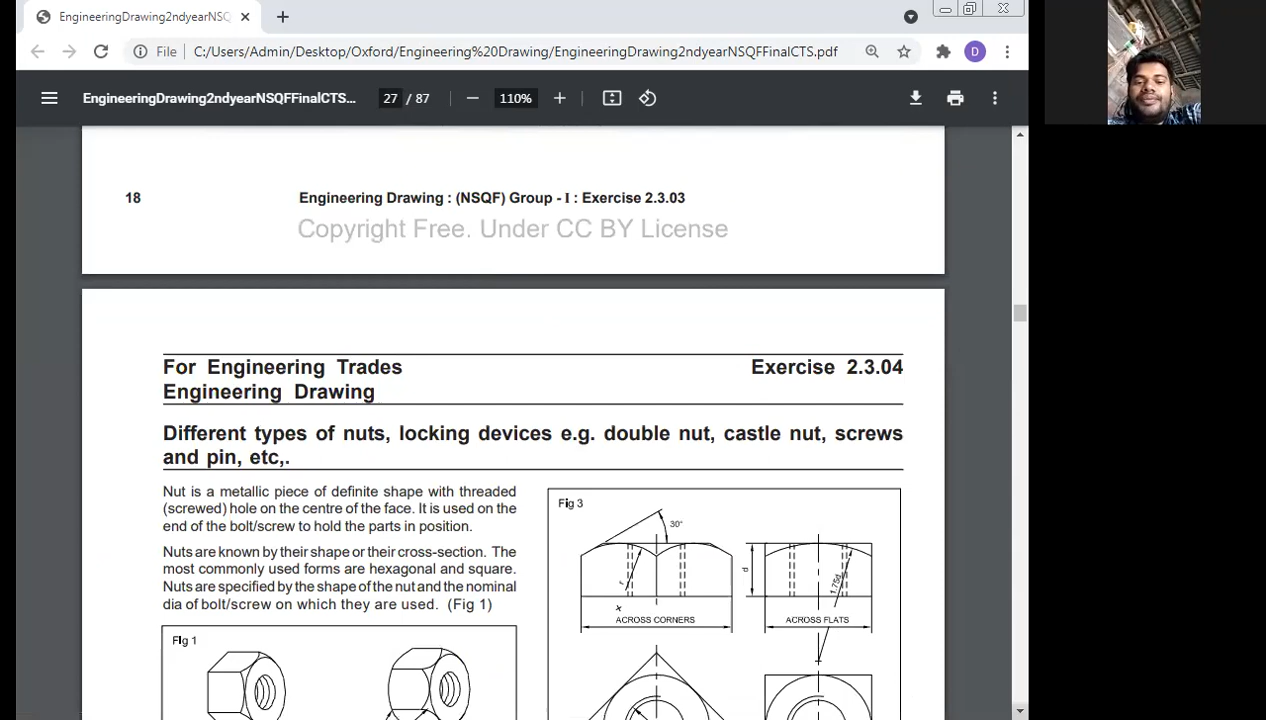 EngineeringDrawing2ndyearNSQ
File C:/Users/Admin/Desktop/Oxford/Engineering%20Drawing/EngineeringDrawing2ndyearNSQFFinalCTS.pdf
D
EngineeringDrawing2ndyearNSQFFinalCTS... 27 / 87 110%
18 Engineering Drawing : (NSQF) Group - I : Exercise 2.3.03
Copyright Free. Under CC BY License
For Engineering Trades Exercise 2.3.04
Engineering Drawing
Different types of nuts, locking devices e.g. double nut, castle nut, screws
and pin, etc,.
Nut is a metallic piece of definite shape with threaded
(screwed) hole on the centre of the face. It is used on the
end of the bolt/screw to hold the parts in position.
Nuts are known by their shape or their cross-section. The
most commonly used forms are hexagonal and square.
Nuts are specified by the shape of the nut and the nominal
dia of bolt/screw on which they are used. (Fig 1)
Fig 1
Fig 3
30°
r
d
1.75d
x
ACROSS CORNERS
ACROSS FLATS